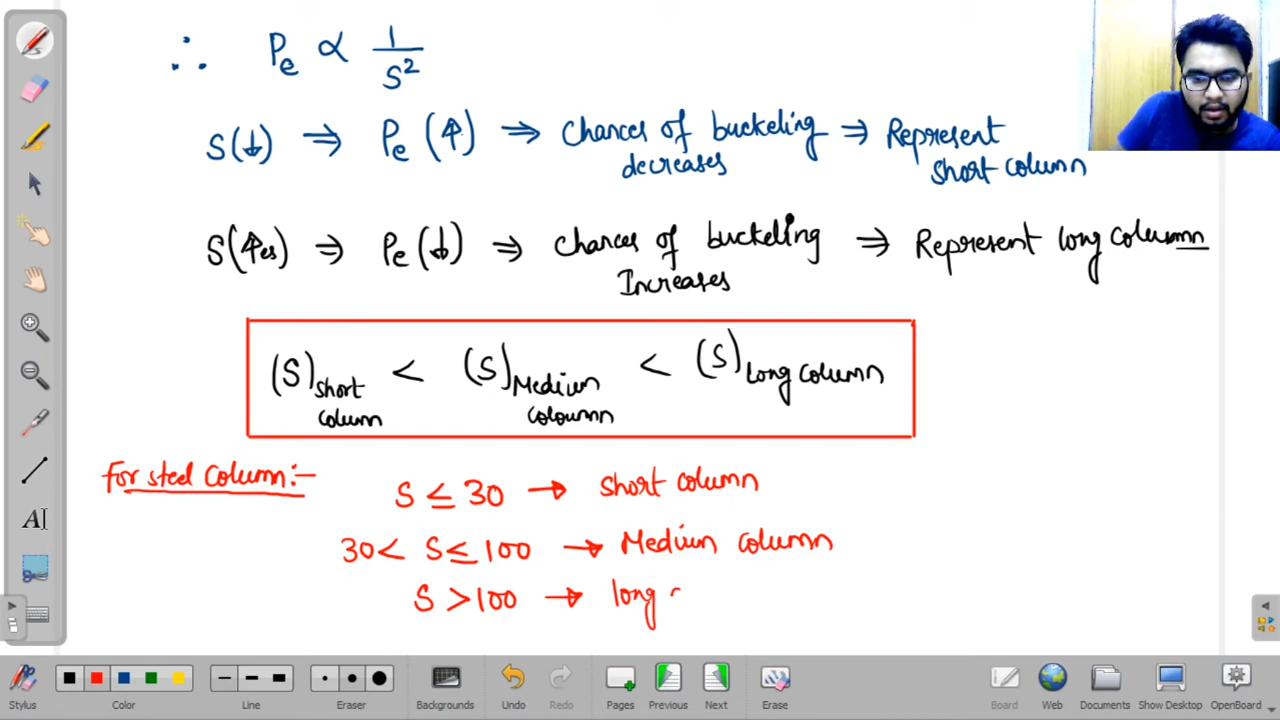 ∴ Pe ∝ 1/S²
S(↓) ⇒ Pe (↑) ⇒ Chances of buckeling decreases ⇒ Represent short column
S(↑es) ⇒ Pe (↓) ⇒ Chances of buckeling Increases ⇒ Represent long column
(S) short column < (S) Medium coloumn < (S) Long column
For steel Column:-
S ≤ 30 → short column
30 < S ≤ 100 → Medium column
S > 100 → long
AI
Stylus Color Line Eraser Backgrounds Undo Redo Pages Previous Next Erase Board Web Documents Show Desktop OpenBoard